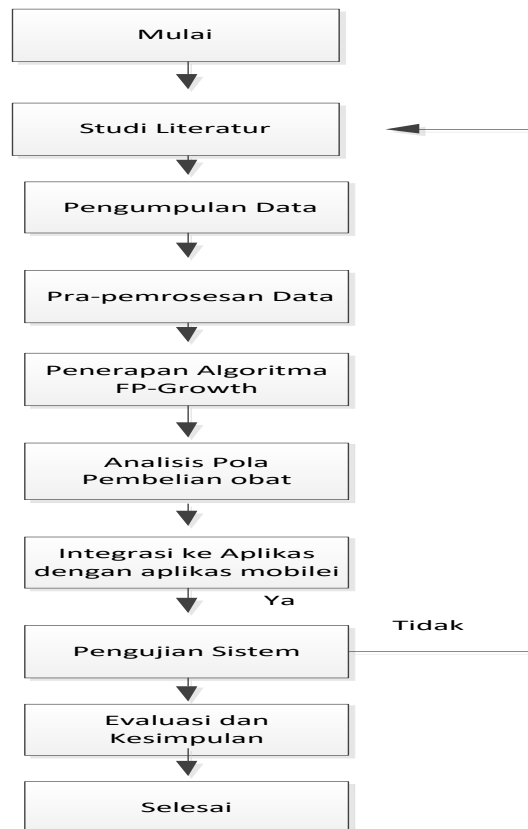 Mulai
Studi Literatur
Pengumpulan Data
Pra-pemrosesan Data
Penerapan Algoritma
FP-Growth
Analisis Pola
Pembelian obat
Integrasi ke Aplikas
dengan aplikas mobilei
Ya
Tidak
Pengujian Sistem
Evaluasi dan
Kesimpulan
Selesai